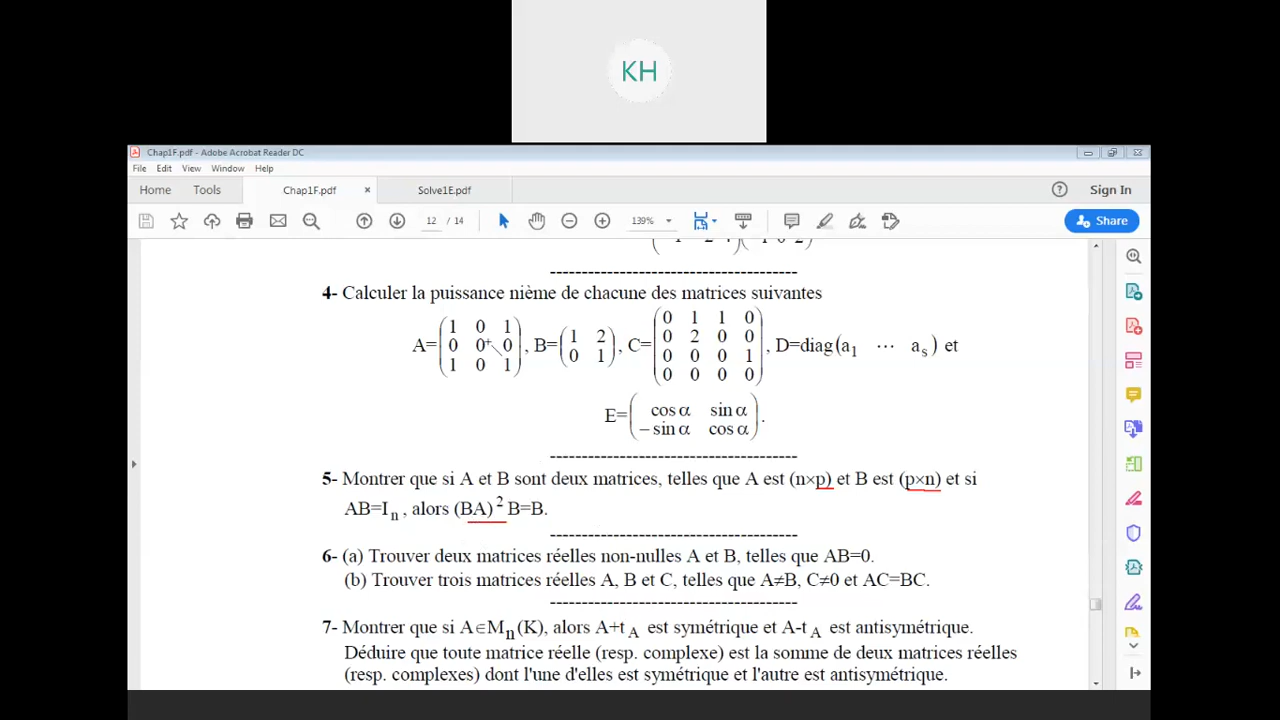 KH
Chap1F.pdf - Adobe Acrobat Reader DC
File Edit View Window Help
Home Tools Chap1F.pdf × Solve1E.pdf Sign In
12 / 14 139% Share
4- Calculer la puissance nième de chacune des matrices suivantes
A=(1 0 1
0 0 0
1 0 1), B=(1 2
0 1), C=(0 1 1 0
0 2 0 0
0 0 0 1
0 0 0 0), D=diag(a1 ⋯ as) et
E=(cos α sin α
− sin α cos α).
5- Montrer que si A et B sont deux matrices, telles que A est (n×p) et B est (p×n) et si
AB=In , alors (BA)² B=B.
6- (a) Trouver deux matrices réelles non-nulles A et B, telles que AB=0.
(b) Trouver trois matrices réelles A, B et C, telles que A≠B, C≠0 et AC=BC.
7- Montrer que si A∈Mn(K), alors A+tA est symétrique et A-tA est antisymétrique.
Déduire que toute matrice réelle (resp. complexe) est la somme de deux matrices réelles
(resp. complexes) dont l'une d'elles est symétrique et l'autre est antisymétrique.